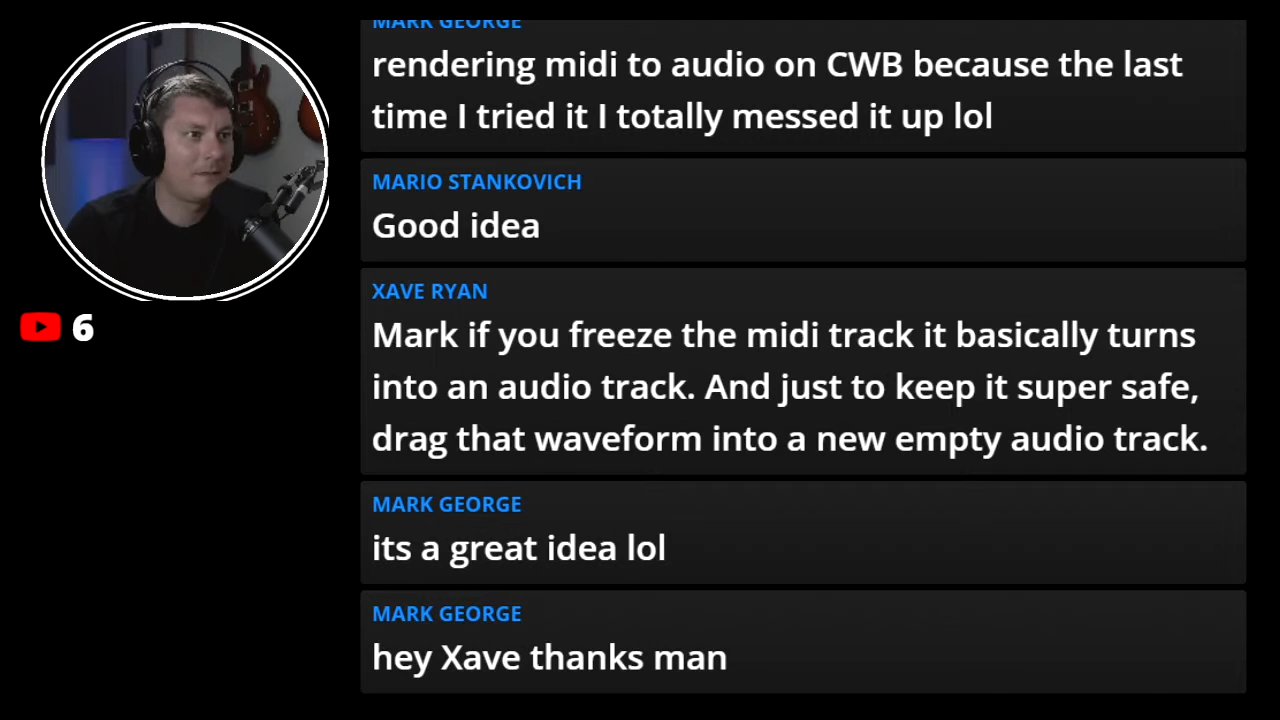 MARK GEORGE
rendering midi to audio on CWB because the last
time I tried it I totally messed it up lol
MARIO STANKOVICH
Good idea
XAVE RYAN
Mark if you freeze the midi track it basically turns
into an audio track. And just to keep it super safe,
drag that waveform into a new empty audio track.
MARK GEORGE
its a great idea lol
MARK GEORGE
hey Xave thanks man
6